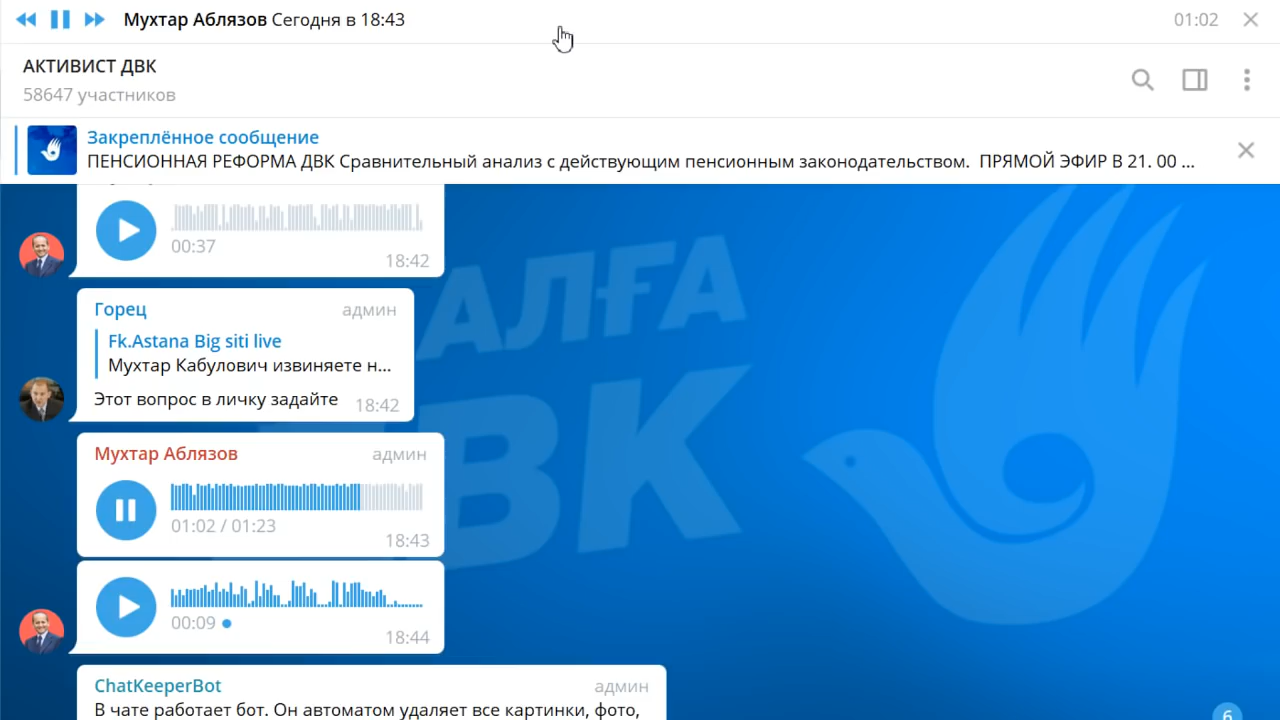 Мухтар Аблязов Сегодня в 18:43
01:02
АКТИВИСТ ДВК
58647 участников
Закреплённое сообщение
ПЕНСИОННАЯ РЕФОРМА ДВК Сравнительный анализ с действующим пенсионным законодательством. ПРЯМОЙ ЭФИР В 21. 00 ...
00:37
18:42
АЛҒА
ДВК
Горец
админ
Fk.Astana Big siti live
Мухтар Кабулович извиняете н...
Этот вопрос в личку задайте
18:42
Мухтар Аблязов
админ
01:02 / 01:23
18:43
00:09
18:44
ChatKeeperBot
админ
В чате работает бот. Он автоматом удаляет все картинки, фото,
6